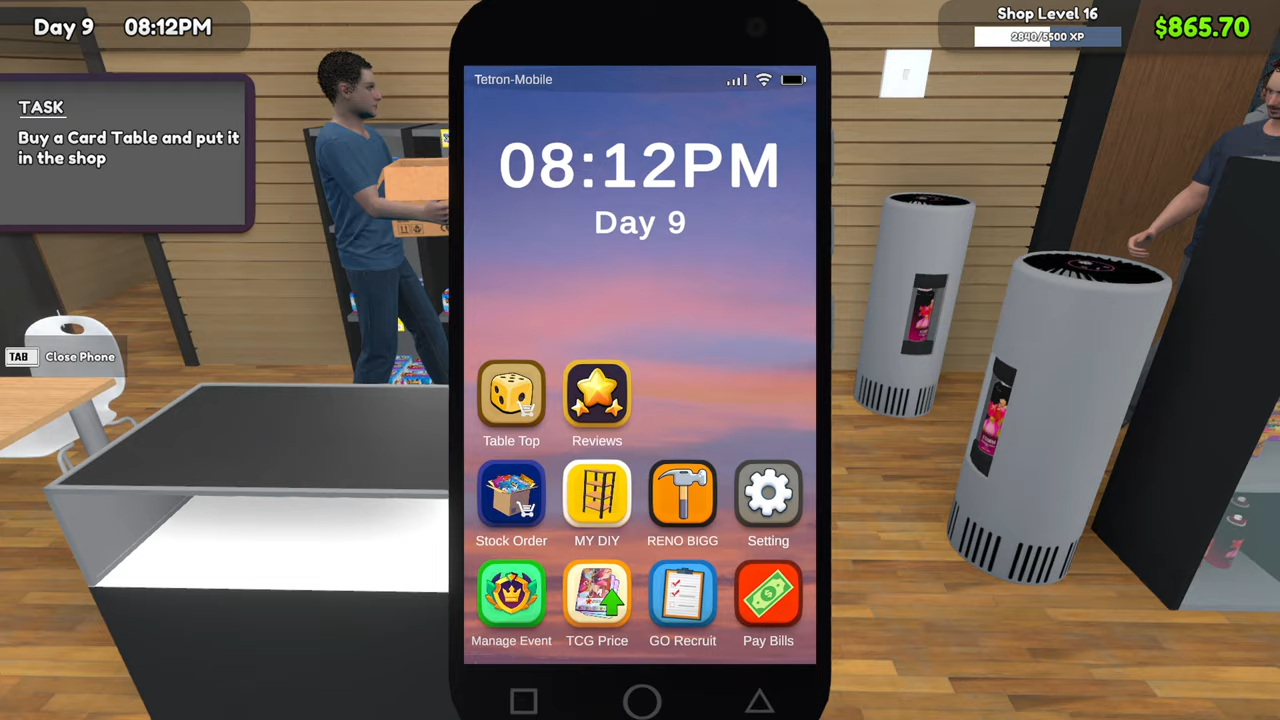 Day 9 08:12PM
Shop Level 16
2840/5500 XP
$865.70
TASK
Buy a Card Table and put it
in the shop
TAB Close Phone
Tetron-Mobile
08:12PM
Day 9
Table Top
Reviews
Stock Order
MY DIY
RENO BIGG
Setting
Manage Event
TCG Price
GO Recruit
Pay Bills